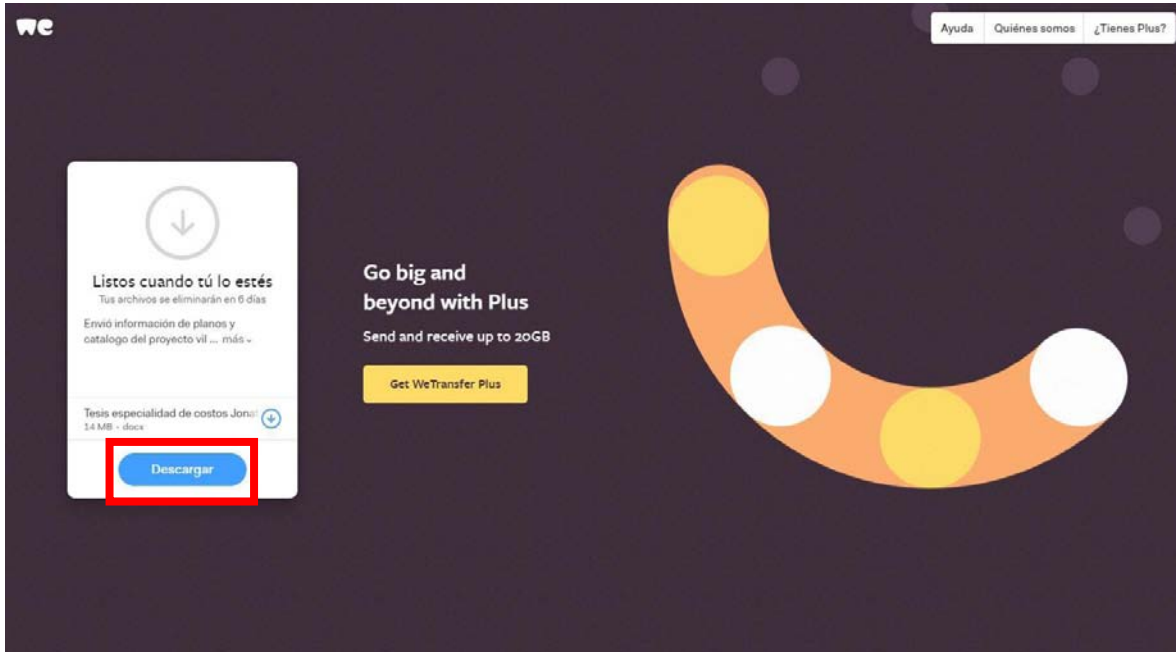 we
Ayuda Quiénes somos ¿Tienes Plus?
Listos cuando tú lo estés
Tus archivos se eliminarán en 6 días
Envió información de planos y
catalogo del proyecto vil ... más
Tesis especialidad de costos Jonat
14 MB - docx
Descargar
Go big and
beyond with Plus
Send and receive up to 20GB
Get WeTransfer Plus